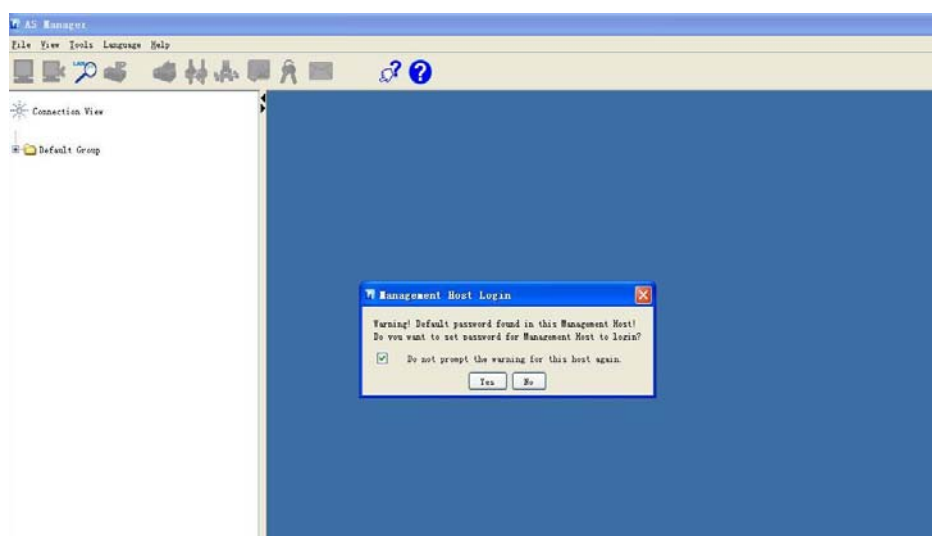 AS Manager
File View Tools Language Help
Connection View
Default Group
Management Host Login
Warning! Default password found in this Management Host!
Do you want to set password for Management Host to login?
Do not prompt the warning for this host again.
Yes No